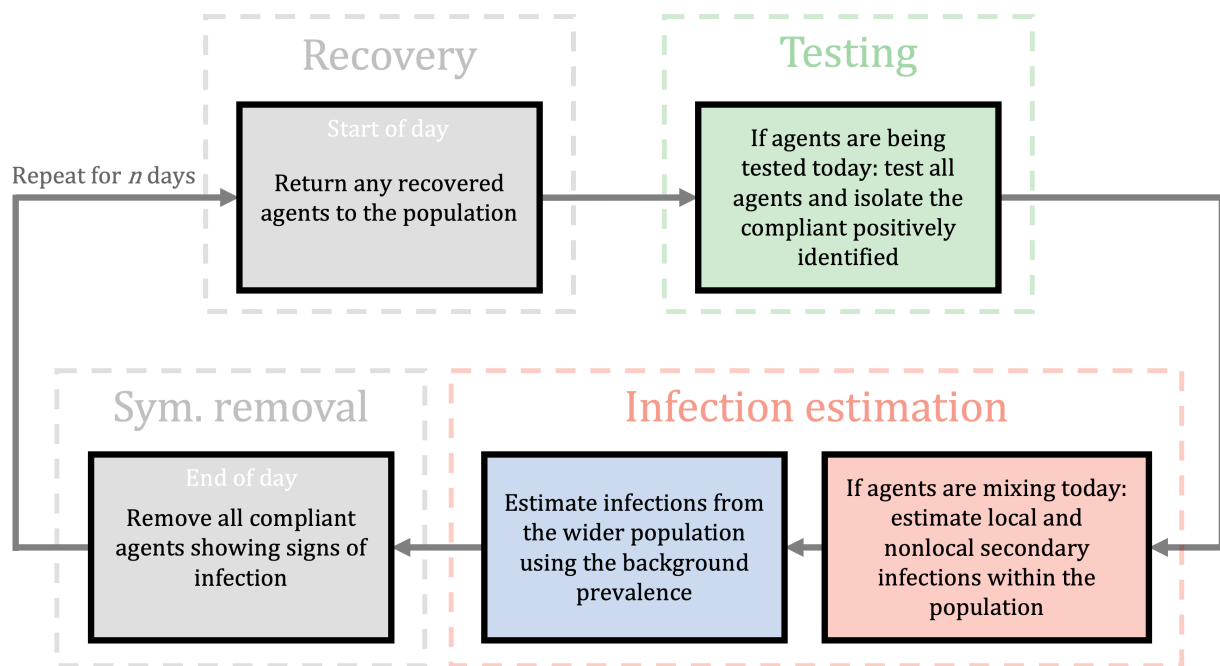 Recovery
Start of day
Return any recovered
agents to the population
Testing
If agents are being
tested today: test all
agents and isolate the
compliant positively
identified
Repeat for n days
Sym. removal
End of day
Remove all compliant
agents showing signs of
infection
Infection estimation
Estimate infections from
the wider population
using the background
prevalence
If agents are mixing today:
estimate local and
nonlocal secondary
infections within the
population